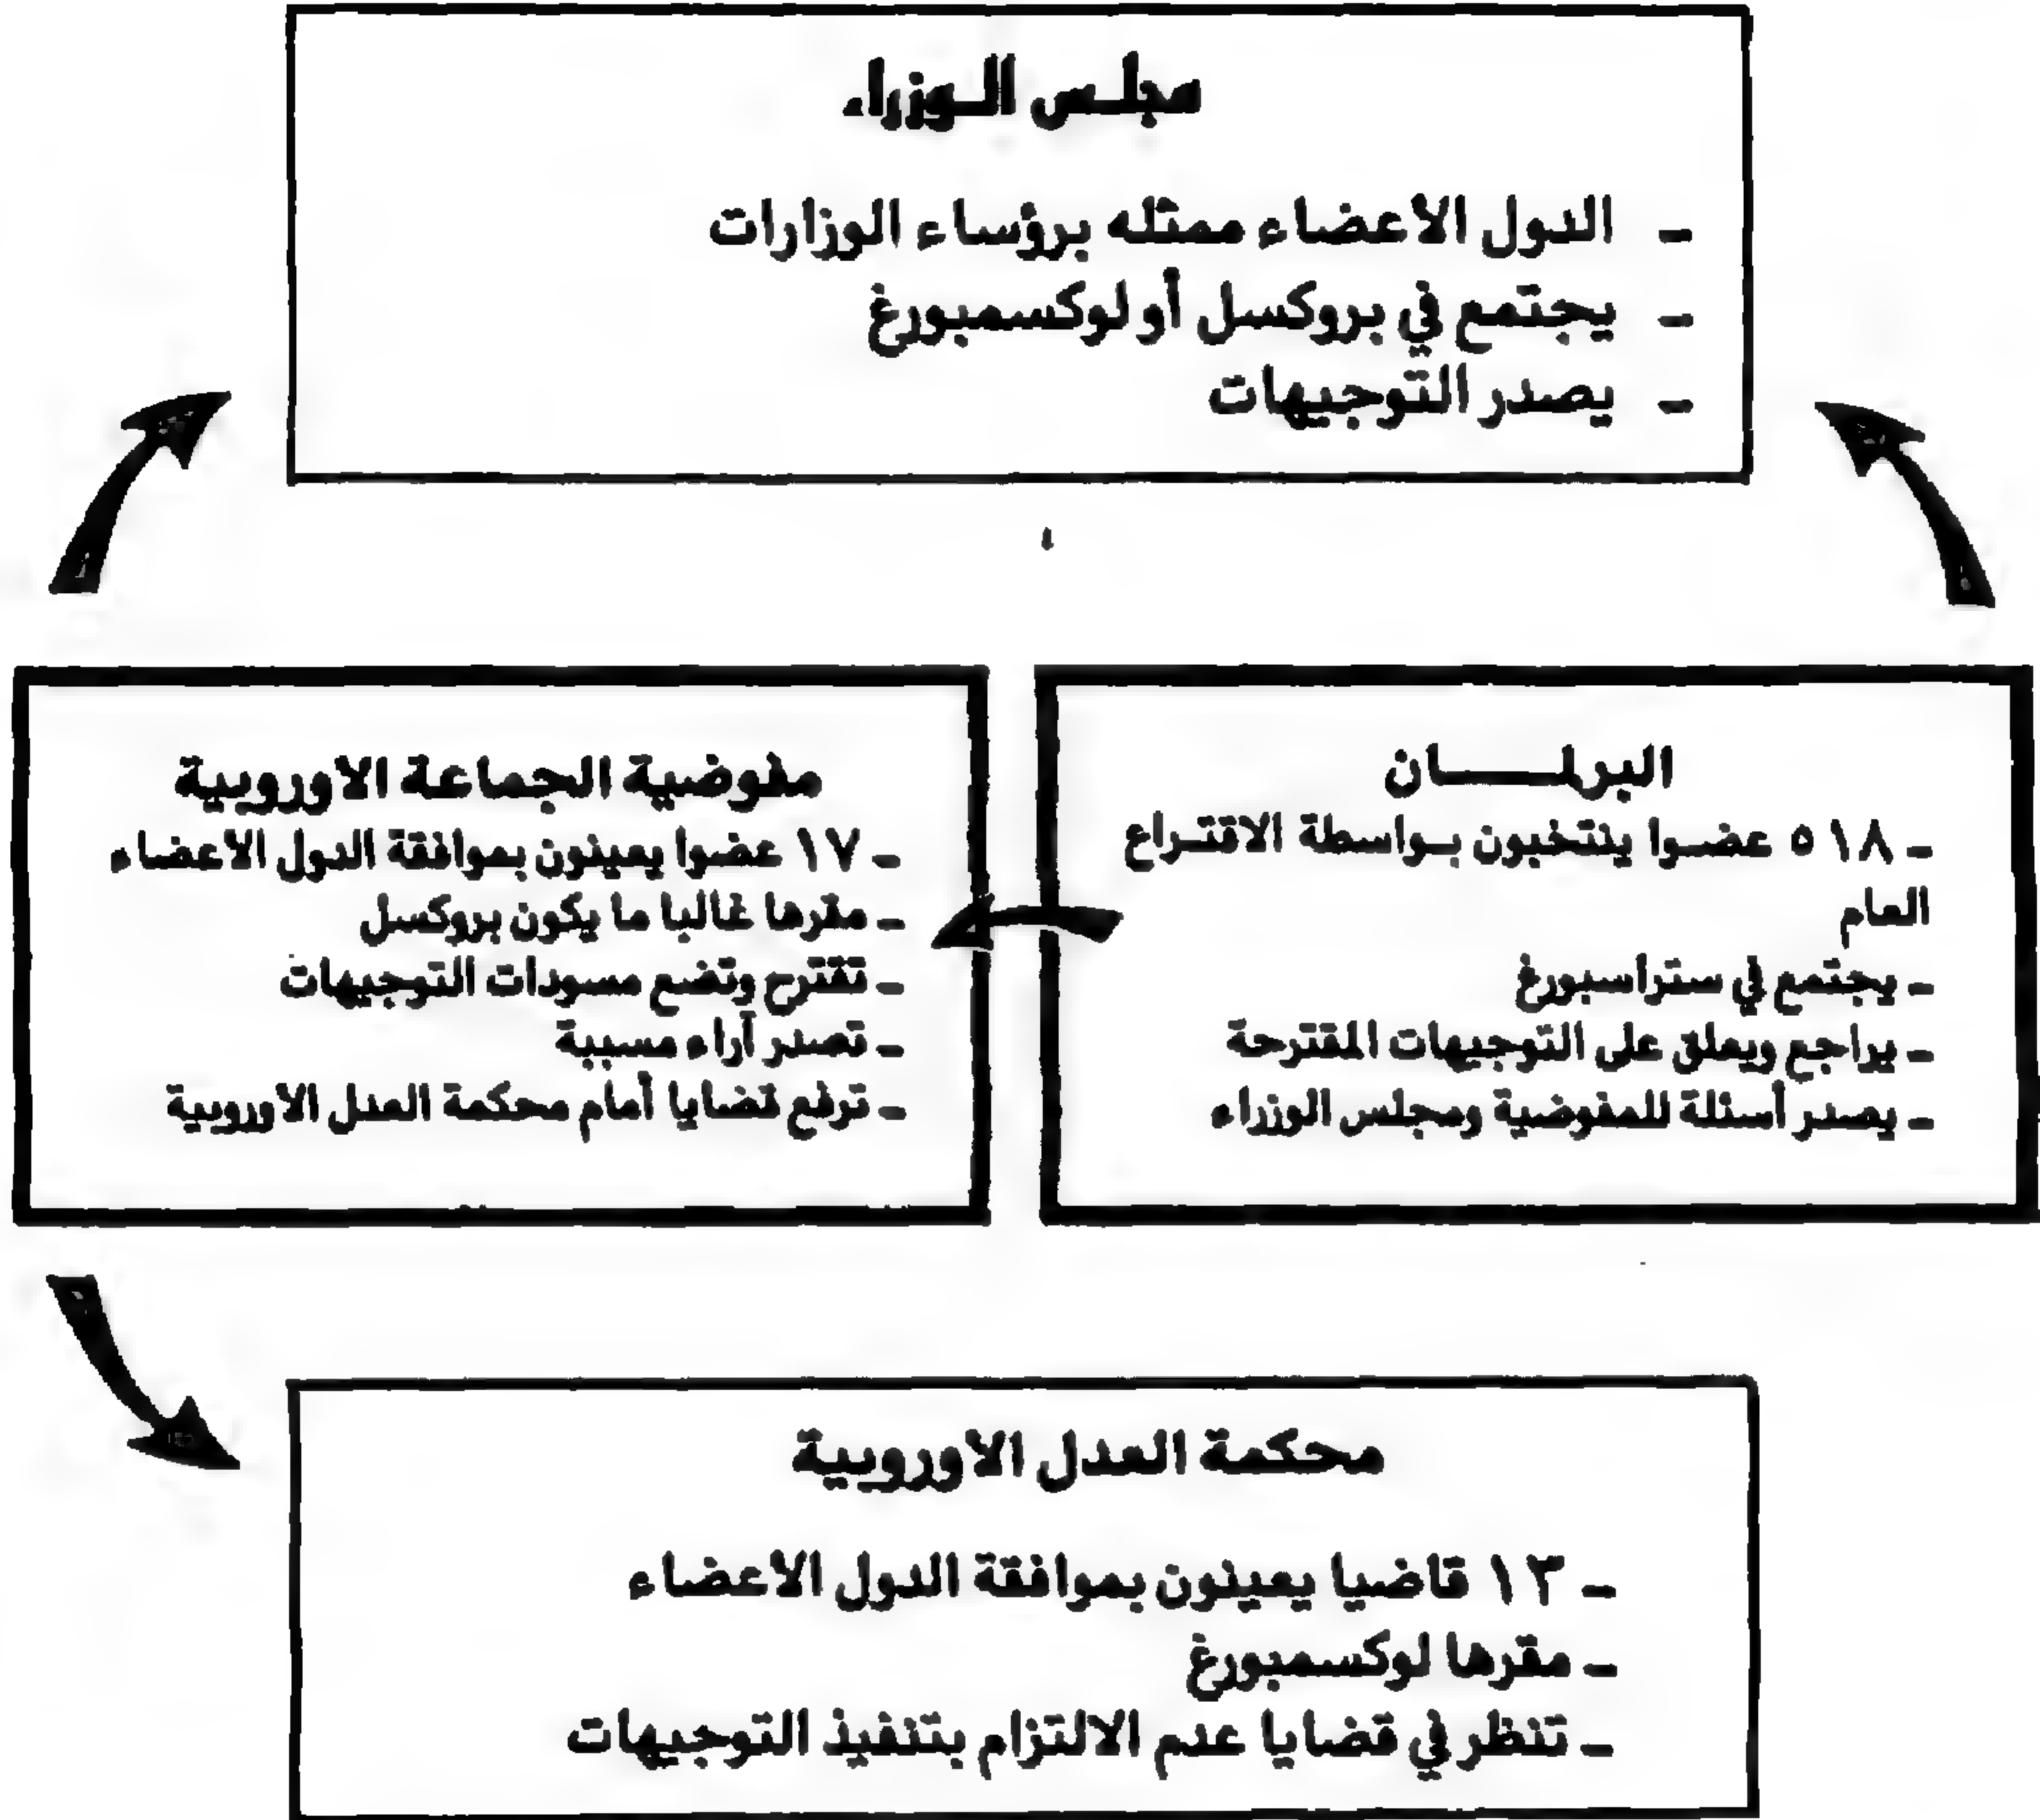 مجلس الوزراء
- الدول الاعضاء ممثله برؤساء الوزارات
- يجتمع في بروكسل أو لوكسمبورغ
- يصدر التوجيهات
البرلمان
- ٥١٨ عضوا ينتخبون بواسطة الاقتراع
العام
- يجتمع في ستراسبورغ
- يراجع ويعلق على التوجيهات المقترحة
- يصدر أسئلة للمفوضية ومجلس الوزراء
مفوضية الجماعة الاوروبية
- ١٧ عضوا يعينون بموافقة الدول الاعضاء
- مقرها غالبا ما يكون بروكسل
- تقترح وتضع مسودات التوجيهات
- تصدر آراء مسببة
- ترفع قضايا أمام محكمة العدل الاوروبية
محكمة العدل الاوروبية
- ١٣ قاضيا يعينون بموافقة الدول الاعضاء
- مقرها لوكسمبورغ
- تنظر في قضايا عدم الالتزام بتنفيذ التوجيهات